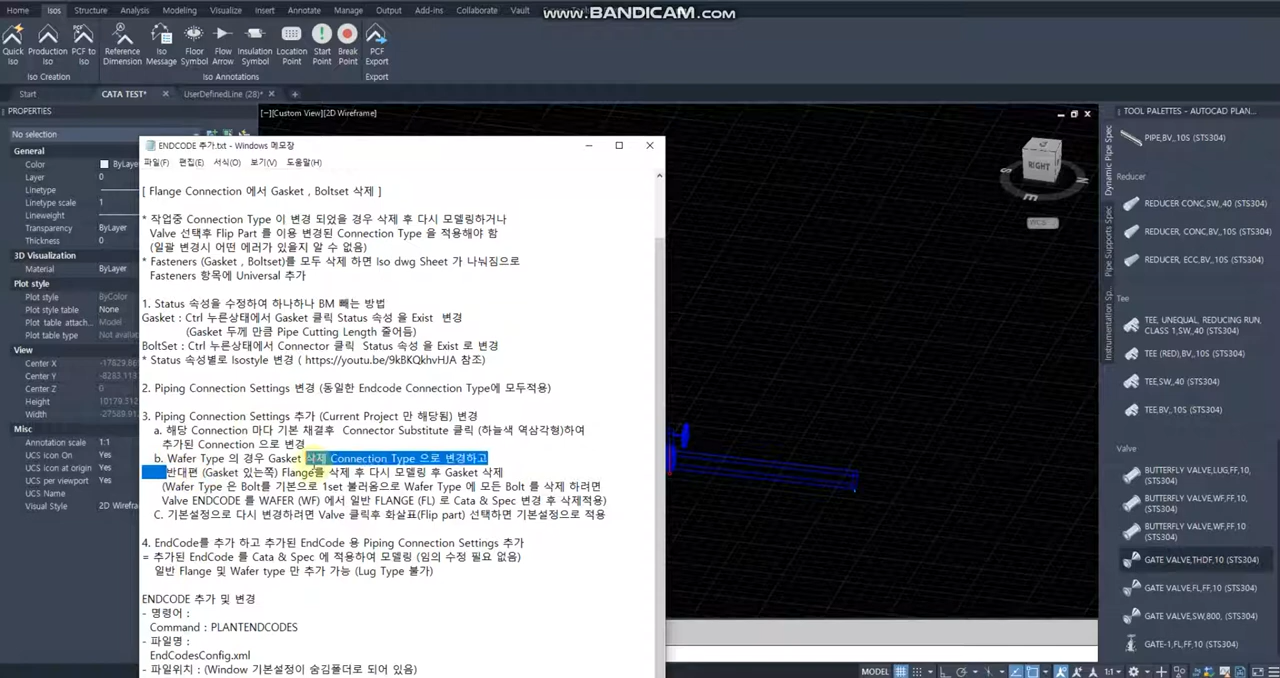 www.BANDICAM.com
Home Isos Structure Analysis Modeling Visualize Insert Annotate Manage Output Add-ins Collaborate Vault
Quick Iso
Production Iso
PCF to Iso
Reference Dimension
Iso Message
Floor Symbol
Flow Arrow
Insulation Symbol
Location Point
Start Point
Break Point
PCF Export
Iso Creation
Iso Annotations
Export
Start
CATA TEST*
UserDefinedLine (28)*
PROPERTIES
No selection
General
Color ByLayer
Layer 0
Linetype
Linetype scale 1
Lineweight
Transparency ByLayer
Thickness 0
3D Visualization
Material ByLayer
Plot style
Plot style ByColor
Plot style table None
Plot table attach... Model
Plot table type Not availab
View
Center X -17829.86
Center Y -8283.113
Center Z 0
Height 10179.312
Width -27589.91
Misc
Annotation scale 1:1
UCS icon On Yes
UCS icon at origin Yes
UCS per viewport Yes
UCS Name
Visual Style 2D Wirefra
[−][Custom View][2D Wireframe]
RIGHT
WCS
ENDCODE 추가.txt - Windows 메모장
파일(F) 편집(E) 서식(O) 보기(V) 도움말(H)
[ Flange Connection 에서 Gasket , Boltset 삭제 ]
* 작업중 Connection Type 이 변경 되었을 경우 삭제 후 다시 모델링하거나
Valve 선택후 Flip Part 를 이용 변경된 Connection Type 을 적용해야 함
(일괄 변경시 어떤 에러가 있을지 알 수 없음)
* Fasteners (Gasket , Boltset)를 모두 삭제 하면 Iso dwg Sheet 가 나눠짐으로
Fasteners 항목에 Universal 추가
1. Status 속성을 수정하여 하나하나 BM 빼는 방법
Gasket : Ctrl 누른상태에서 Gasket 클릭 Status 속성 을 Exist 변경
(Gasket 두께 만큼 Pipe Cutting Length 줄어듬)
BoltSet : Ctrl 누른상태에서 Connector 클릭 Status 속성 을 Exist 로 변경
* Status 속성별로 Isostyle 변경 ( https://youtu.be/9kBKQkhvHJA 참조)
2. Piping Connection Settings 변경 (동일한 Endcode Connection Type에 모두적용)
3. Piping Connection Settings 추가 (Current Project 만 해당됨) 변경
a. 해당 Connection 마다 기본 채결후 Connector Substitute 클릭 (하늘색 역삼각형)하여
추가된 Connection 으로 변경
b. Wafer Type 의 경우 Gasket 삭제 Connection Type 으로 변경하고
반대편 (Gasket 있는쪽) Flange를 삭제 후 다시 모델링 후 Gasket 삭제
(Wafer Type 은 Bolt를 기본으로 1set 불러옴으로 Wafer Type 에 모든 Bolt 를 삭제 하려면
Valve ENDCODE 를 WAFER (WF) 에서 일반 FLANGE (FL) 로 Cata & Spec 변경 후 삭제적용)
C. 기본설정으로 다시 변경하려면 Valve 클릭후 화살표(Flip part) 선택하면 기본설정으로 적용
4. EndCode를 추가 하고 추가된 EndCode 용 Piping Connection Settings 추가
= 추가된 EndCode 를 Cata & Spec 에 적용하여 모델링 (임의 수정 필요 없음)
일반 Flange 및 Wafer type 만 추가 가능 (Lug Type 불가)
ENDCODE 추가 및 변경
- 명령어 :
Command : PLANTENDCODES
- 파일명 :
EndCodesConfig.xml
- 파일위치 : (Window 기본설정이 숨김폴더로 되어 있음)
TOOL PALETTES - AUTOCAD PLAN...
Dynamic Pipe Spec
Pipe Supports Spec
Instrumentation Sp...
PIPE,BV_10S (STS304)
Reducer
REDUCER CONC,SW_40 (STS304)
REDUCER, CONC,BV_10S (STS304)
REDUCER, ECC,BV_10S (STS304)
Tee
TEE, UNEQUAL, REDUCING RUN, CLASS 1,SW_40 (STS304)
TEE (RED),BV_10S (STS304)
TEE,SW_40 (STS304)
TEE,BV_10S (STS304)
Valve
BUTTERFLY VALVE,LUG,FF,10, (STS304)
BUTTERFLY VALVE,WF,FF,10, (STS304)
BUTTERFLY VALVE,WF,FF,10 (STS304)
GATE VALVE,THDF,10 (STS304)
GATE VALVE,FL,FF,10 (STS304)
GATE VALVE,SW,800, (STS304)
GATE-1,FL,FF,10 (STS304)
MODEL
1:1